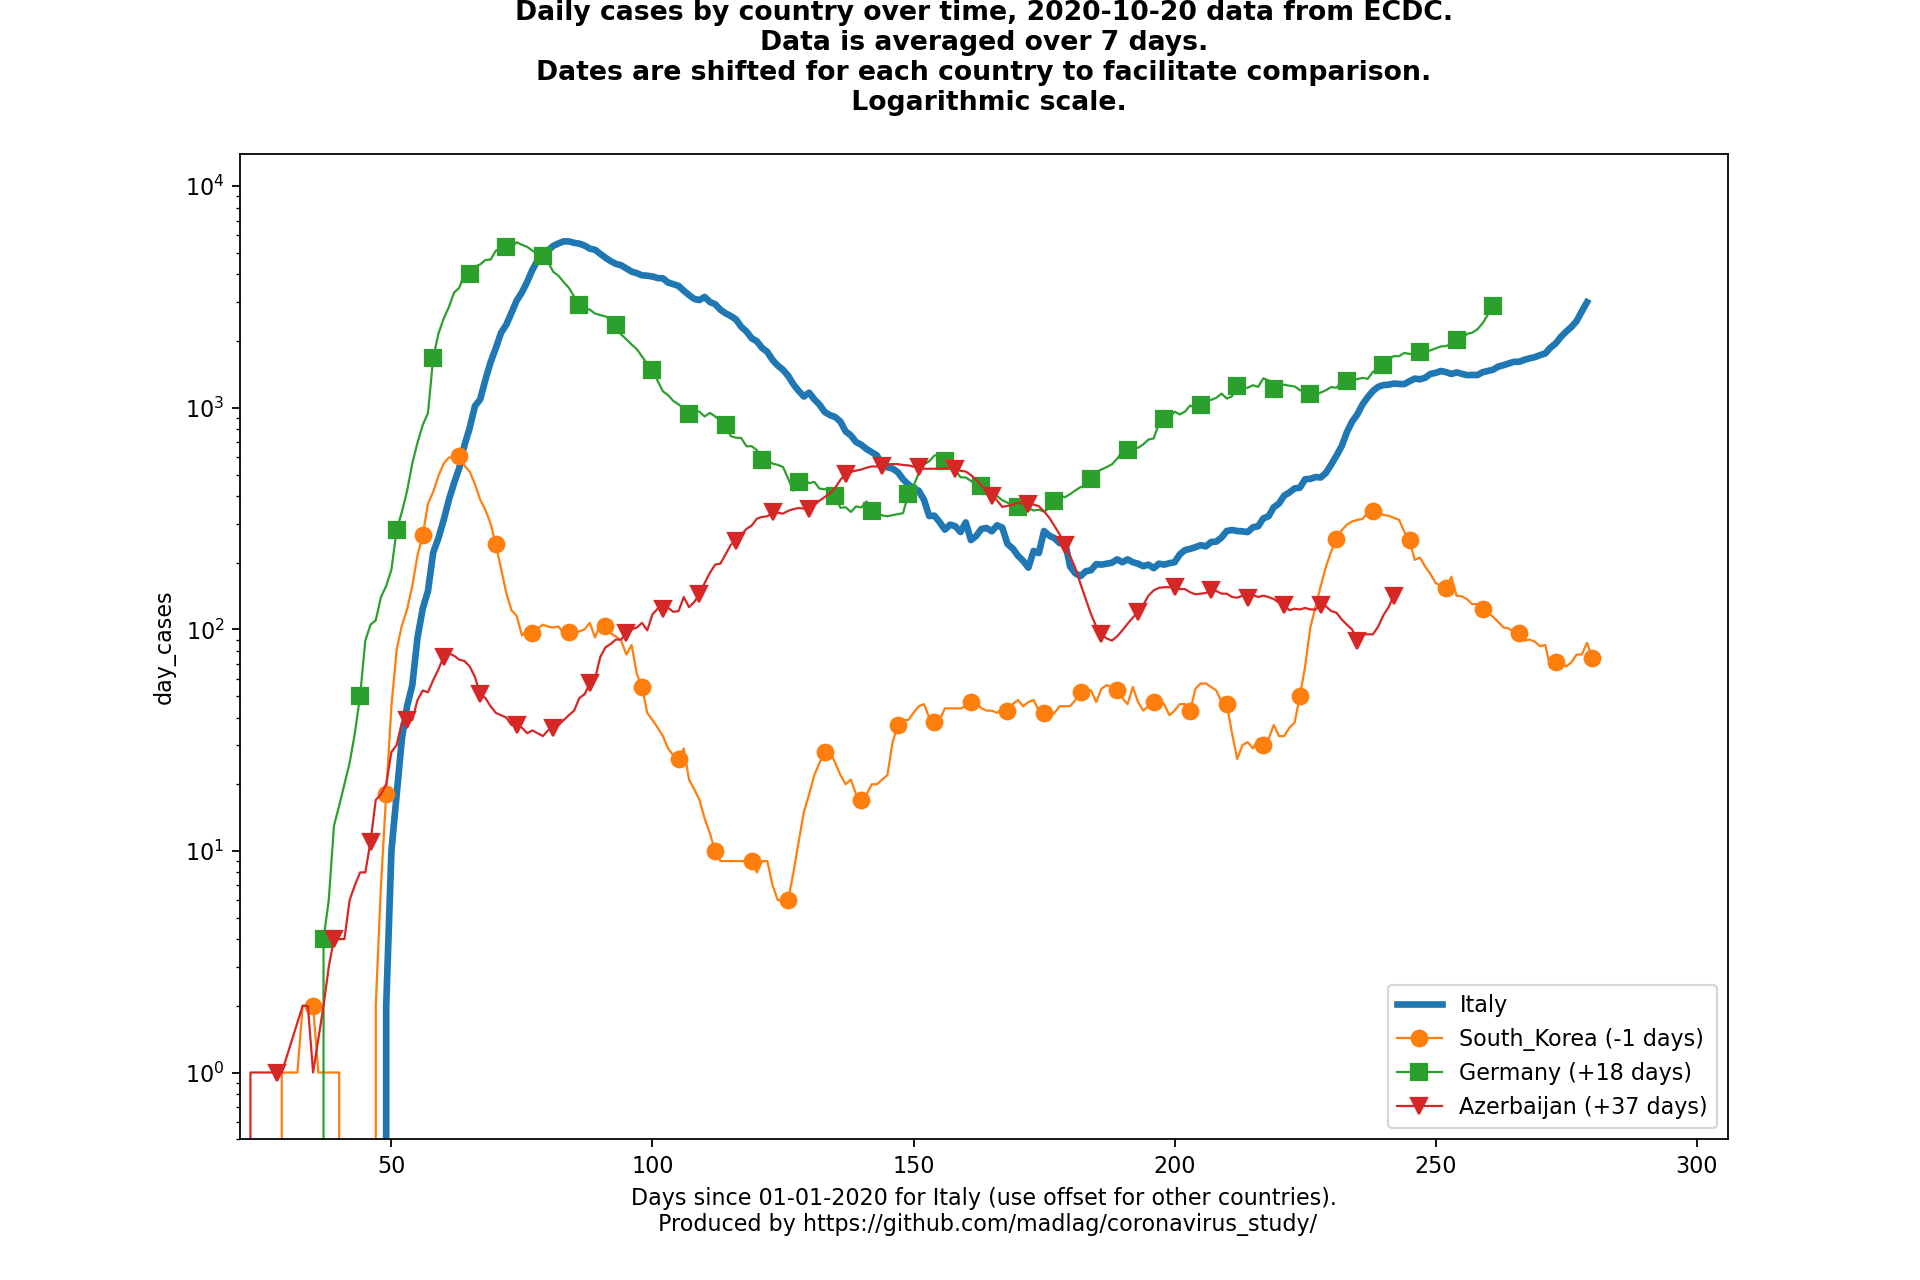 Daily cases by country over time, 2020-10-20 data from ECDC.
Data is averaged over 7 days.
Dates are shifted for each country to facilitate comparison.
Logarithmic scale.
10^4
10^3
10^2
10^1
10^0
day_cases
50
100
150
200
250
300
Italy
South_Korea (-1 days)
Germany (+18 days)
Azerbaijan (+37 days)
Days since 01-01-2020 for Italy (use offset for other countries).
Produced by https://github.com/madlag/coronavirus_study/